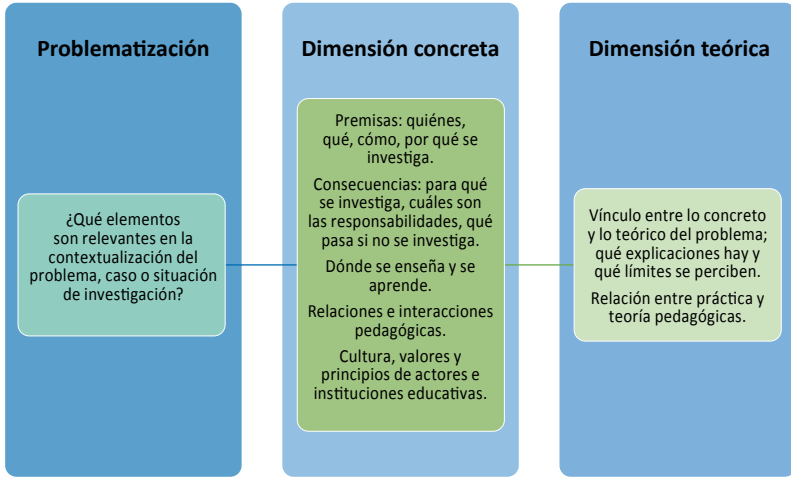 Problematización
¿Qué elementos
son relevantes en la
contextualización del
problema, caso o situación
de investigación?
Dimensión concreta
Premisas: quiénes,
qué, cómo, por qué se
investiga.
Consecuencias: para qué
se investiga, cuáles son
las responsabilidades, qué
pasa si no se investiga.
Dónde se enseña y se
aprende.
Relaciones e interacciones
pedagógicas.
Cultura, valores y
principios de actores e
instituciones educativas.
Dimensión teórica
Vínculo entre lo concreto
y lo teórico del problema;
qué explicaciones hay y
qué límites se perciben.
Relación entre práctica y
teoría pedagógicas.